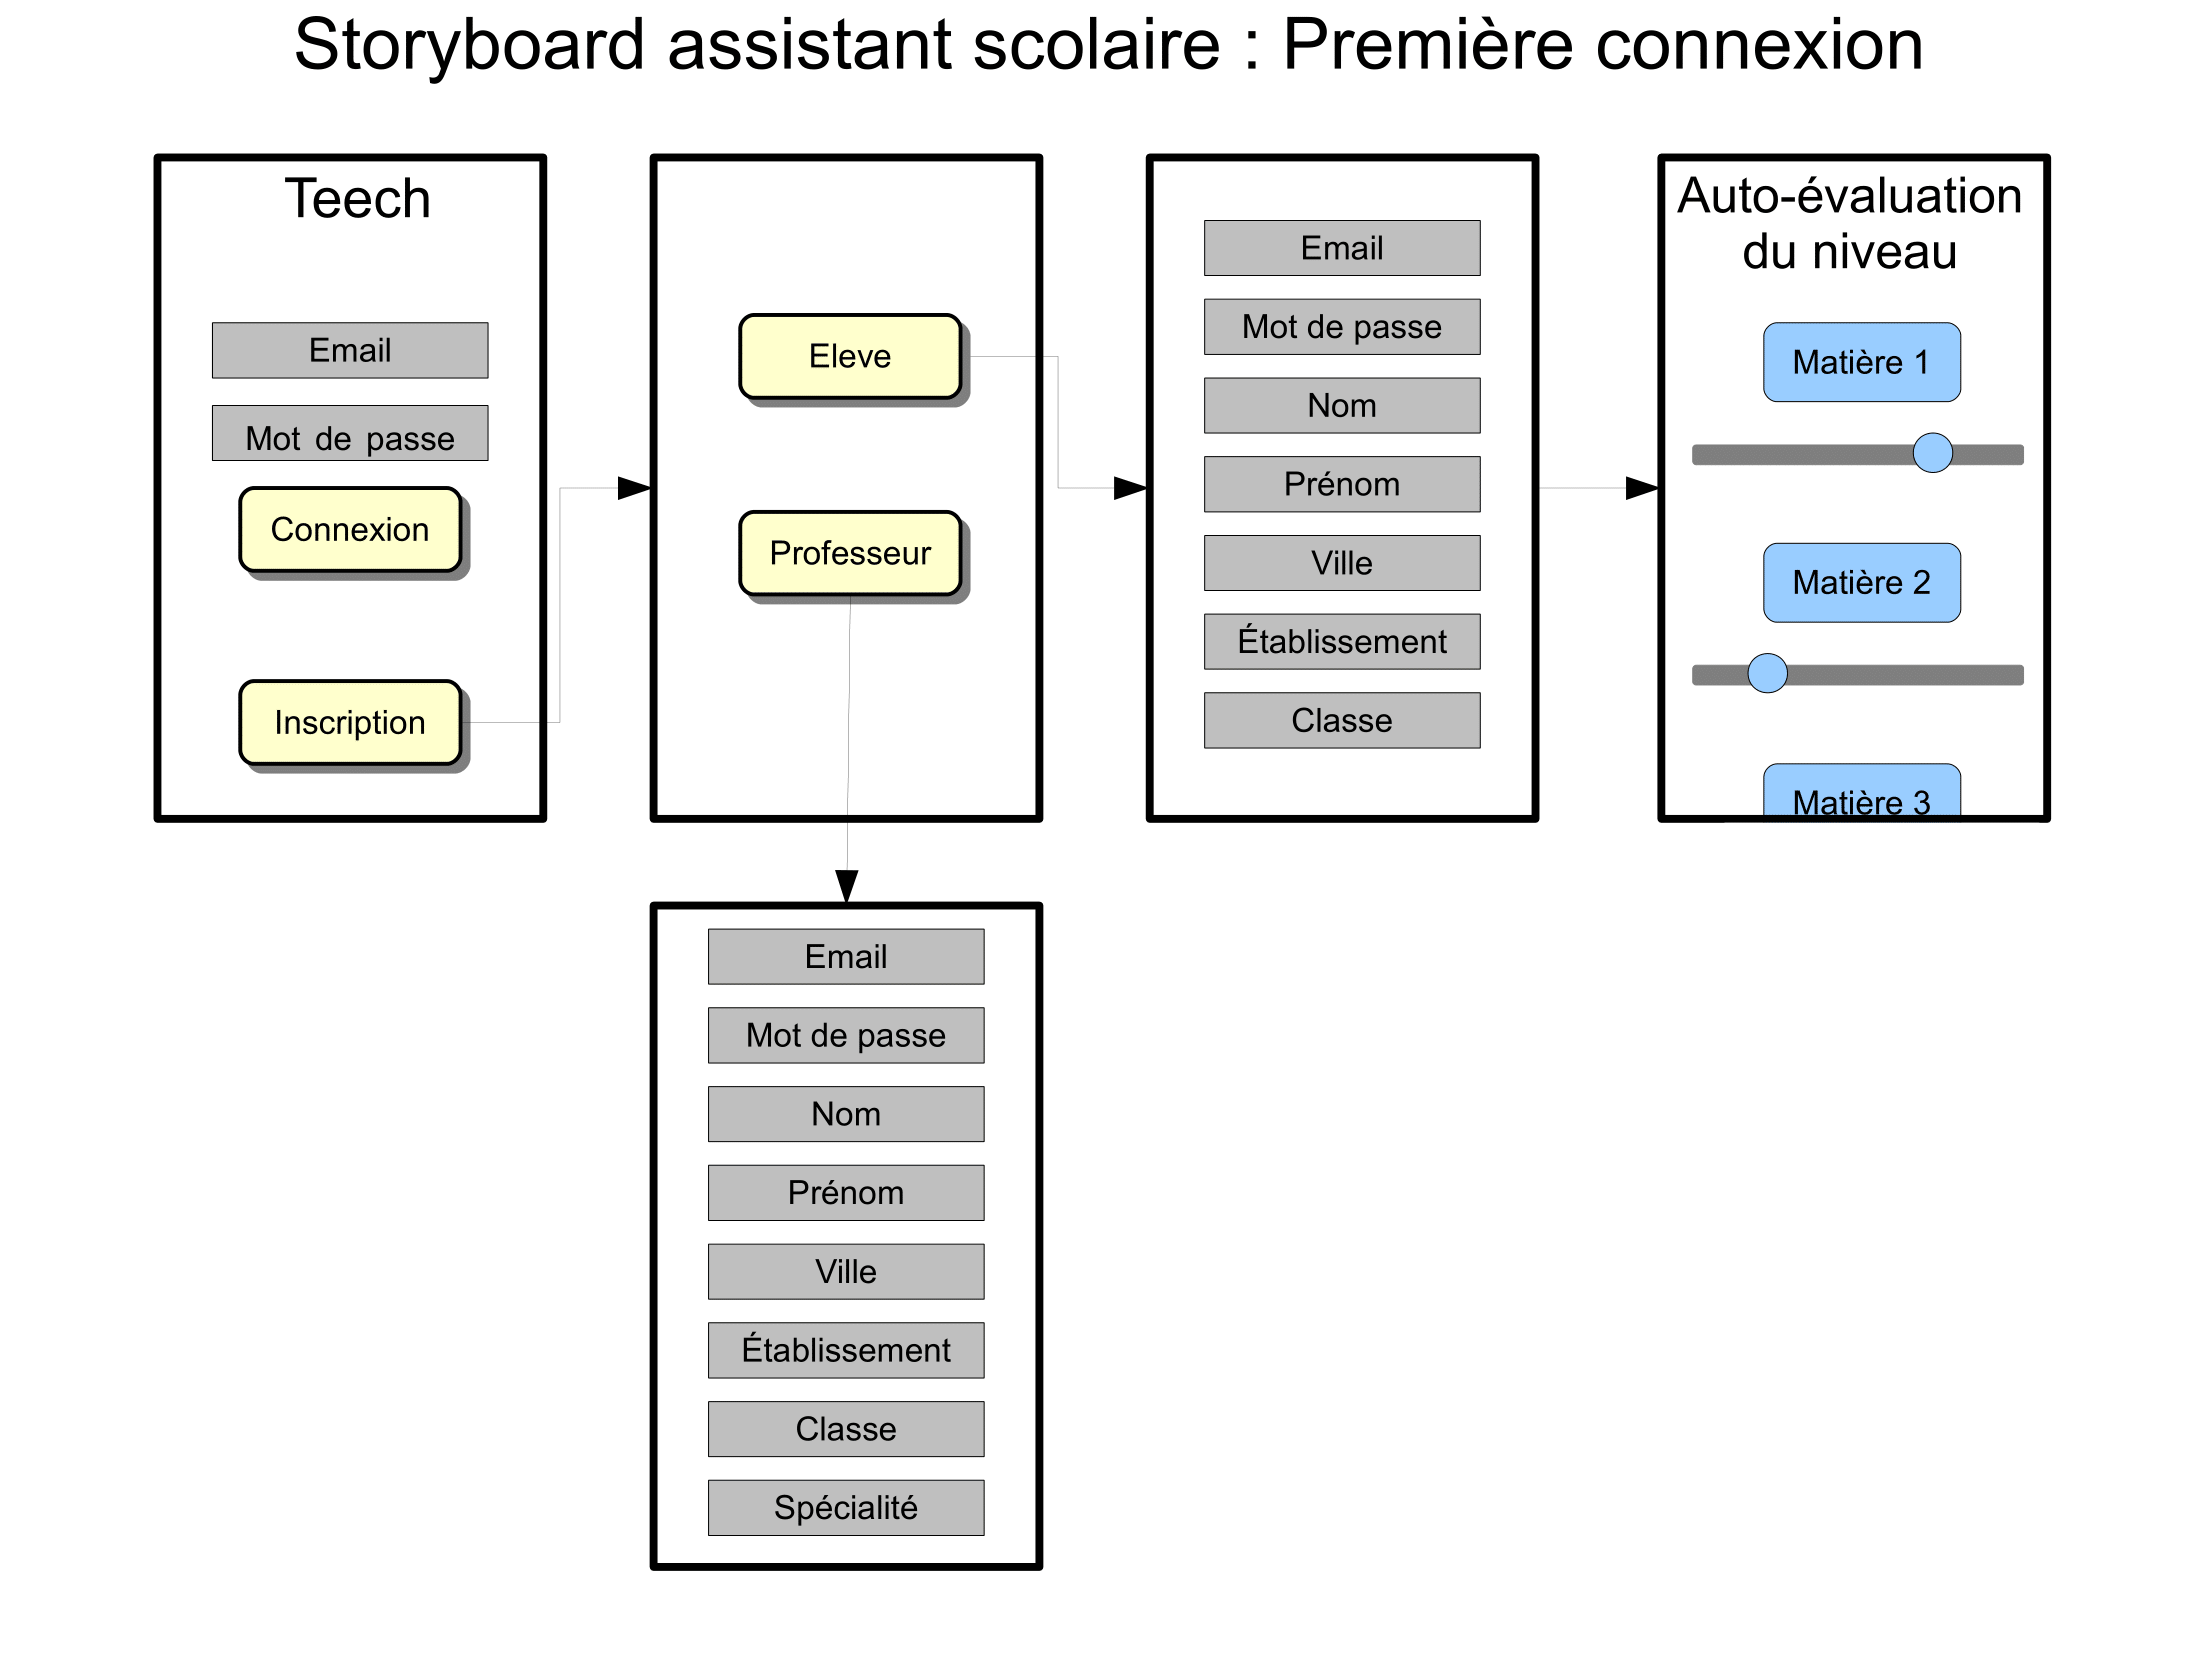 Storyboard assistant scolaire : Première connexion
Teech
Email
Mot de passe
Connexion
Inscription
Eleve
Professeur
Email
Mot de passe
Nom
Prénom
Ville
Établissement
Classe
Auto-évaluation
du niveau
Matière 1
Matière 2
Matière 3
Email
Mot de passe
Nom
Prénom
Ville
Établissement
Classe
Spécialité